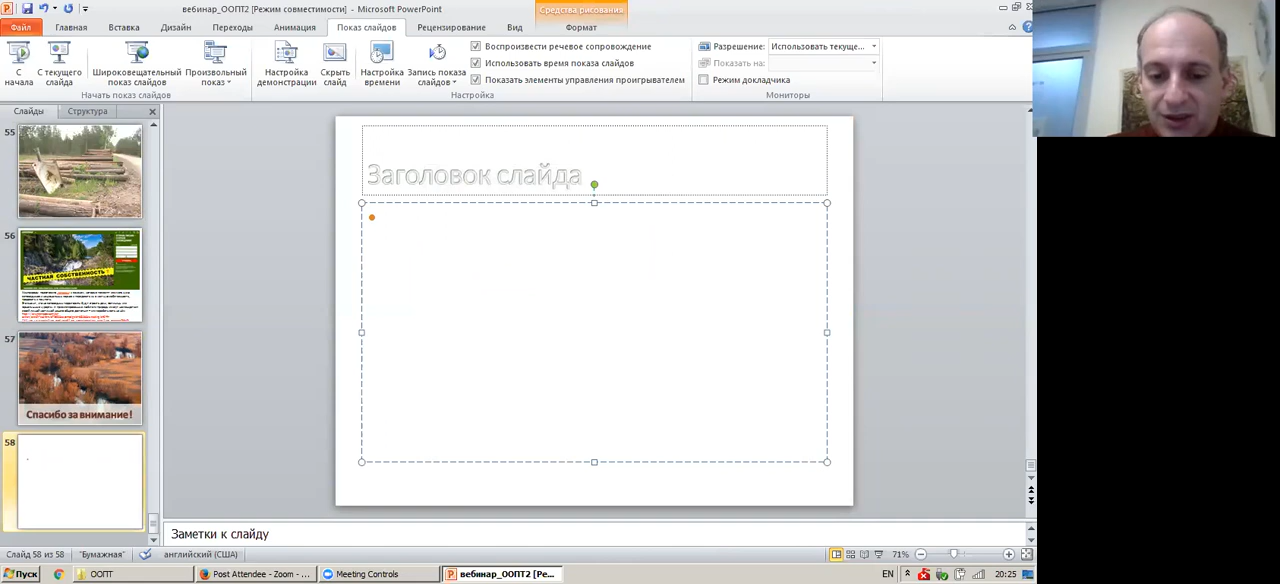 вебинар_ООПТ2 [Режим совместимости] - Microsoft PowerPoint
Средства рисования
Файл Главная Вставка Дизайн Переходы Анимация Показ слайдов Рецензирование Вид Формат
С начала
С текущего слайда
Широковещательный показ слайдов
Произвольный показ
Настройка демонстрации
Скрыть слайд
Настройка времени
Запись показа слайдов
Воспроизвести речевое сопровождение
Использовать время показа слайдов
Показать элементы управления проигрывателем
Разрешение: Использовать текуще...
Показать на:
Режим докладчика
Начать показ слайдов
Настройка
Мониторы
Слайды Структура
55
56
ЧАСТНАЯ СОБСТВЕННОСТЬ
57
Спасибо за внимание!
58
Заголовок слайда
Заметки к слайду
Слайд 58 из 58 "Бумажная" английский (США) 71%
Пуск ООПТ Post Attendee - Zoom - ... Meeting Controls вебинар_ООПТ2 [Ре... EN 20:25